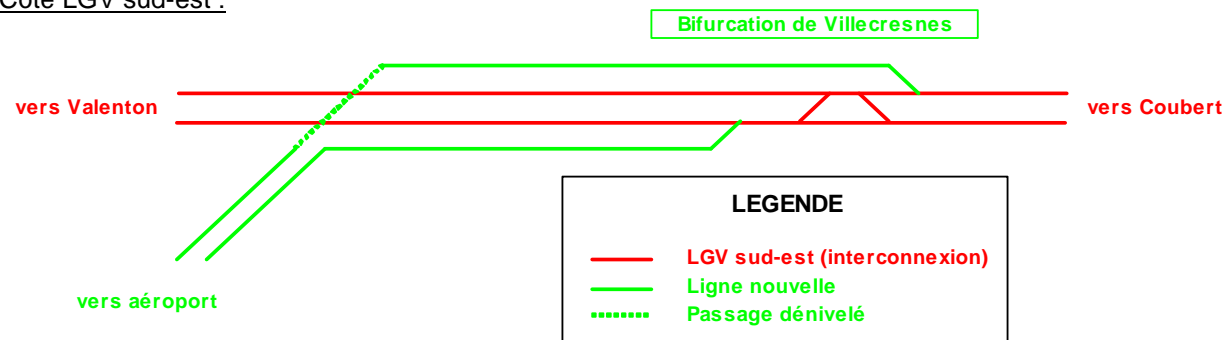 Côté LGV sud-est :
Bifurcation de Villecresnes
vers Valenton
vers Coubert
vers aéroport
LEGENDE
LGV sud-est (interconnexion)
Ligne nouvelle
Passage dénivelé